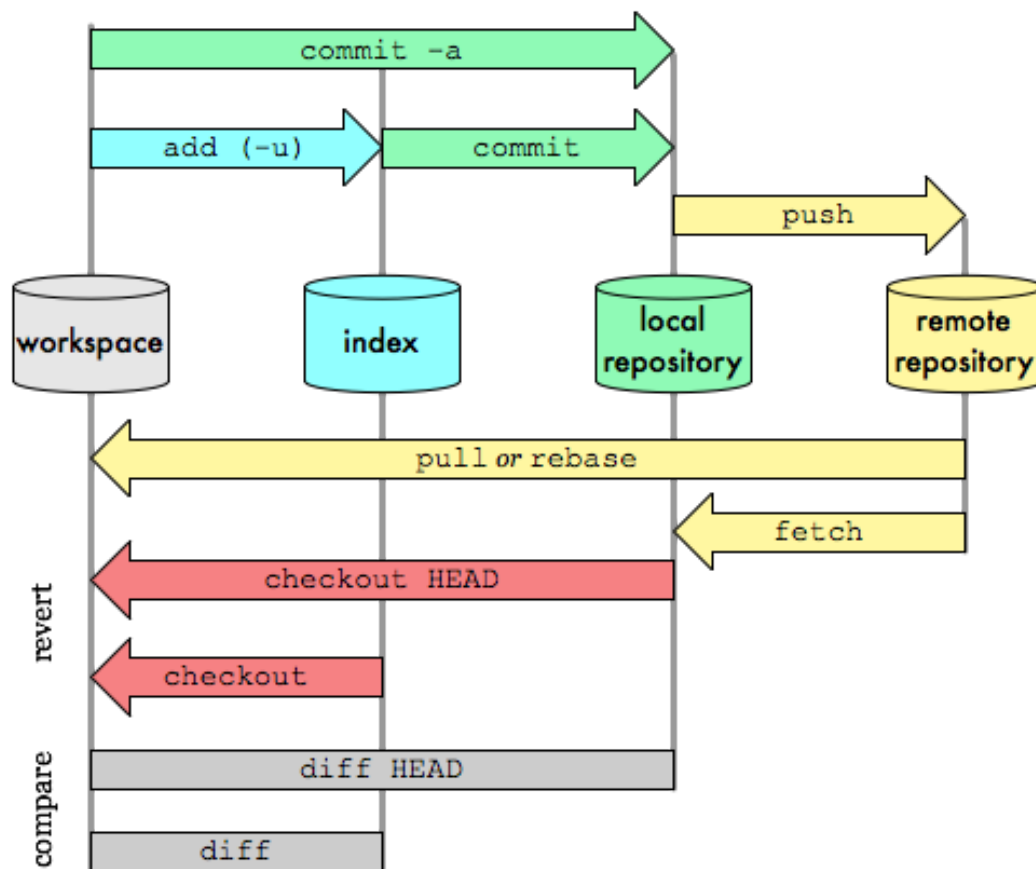 commit -a
add (-u)
commit
push
workspace
index
local
repository
remote
repository
pull or rebase
fetch
revert
checkout HEAD
checkout
compare
diff HEAD
diff